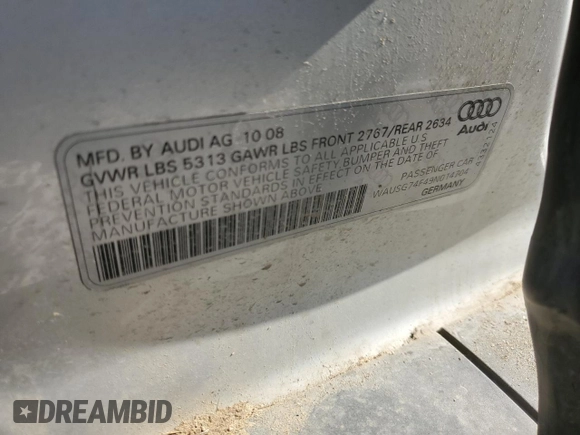 MFD. BY AUDI AG 10 08
GVWR LBS 5313 GAWR LBS FRONT 2767/REAR 2634
THIS VEHICLE CONFORMS TO ALL APPLICABLE U S
FEDERAL MOTOR VEHICLE SAFETY, BUMPER AND THEFT
PREVENTION STANDARDS IN EFFECT ON THE DATE OF
MANUFACTURE SHOWN ABOVE
Audi
PASSENGER CAR
GERMANY
DREAMBID